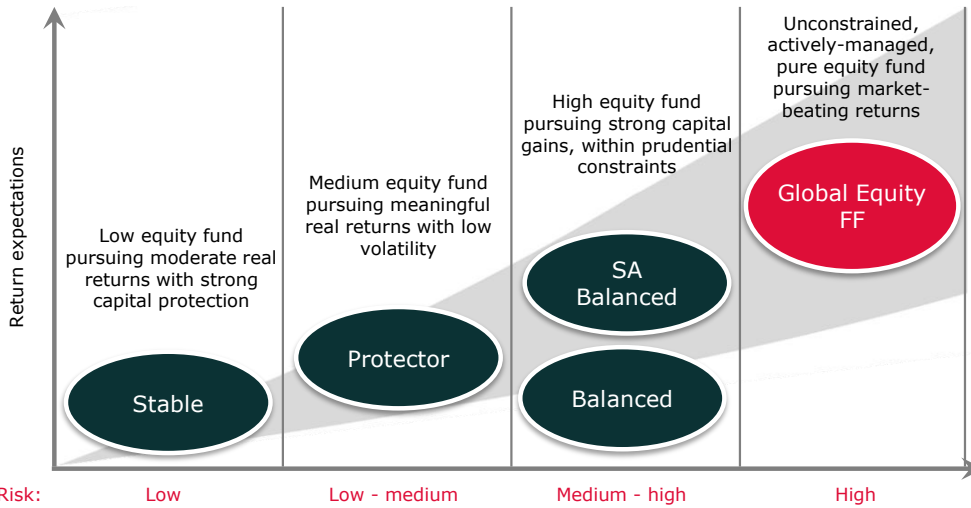 Return expectations
Low equity fund
pursuing moderate real
returns with strong
capital protection
Stable
Medium equity fund
pursuing meaningful
real returns with low
volatility
Protector
High equity fund
pursuing strong capital
gains, within prudential
constraints
SA
Balanced
Balanced
Unconstrained,
actively-managed,
pure equity fund
pursuing market-
beating returns
Global Equity
FF
Risk:
Low
Low - medium
Medium - high
High